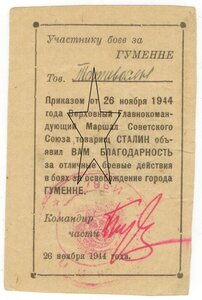 Участнику боев за
ГУМЕННЕ
Тов.
Приказом от 26 ноября 1944
года Верховный Главнокоман-
дующий Маршал Советского
Союза товарищ СТАЛИН объ-
явил ВАМ БЛАГОДАРНОСТЬ
за отличные боевые действия
в боях за освобождение города
ГУМЕННЕ.
Командир
части
26 ноября 1944 года.